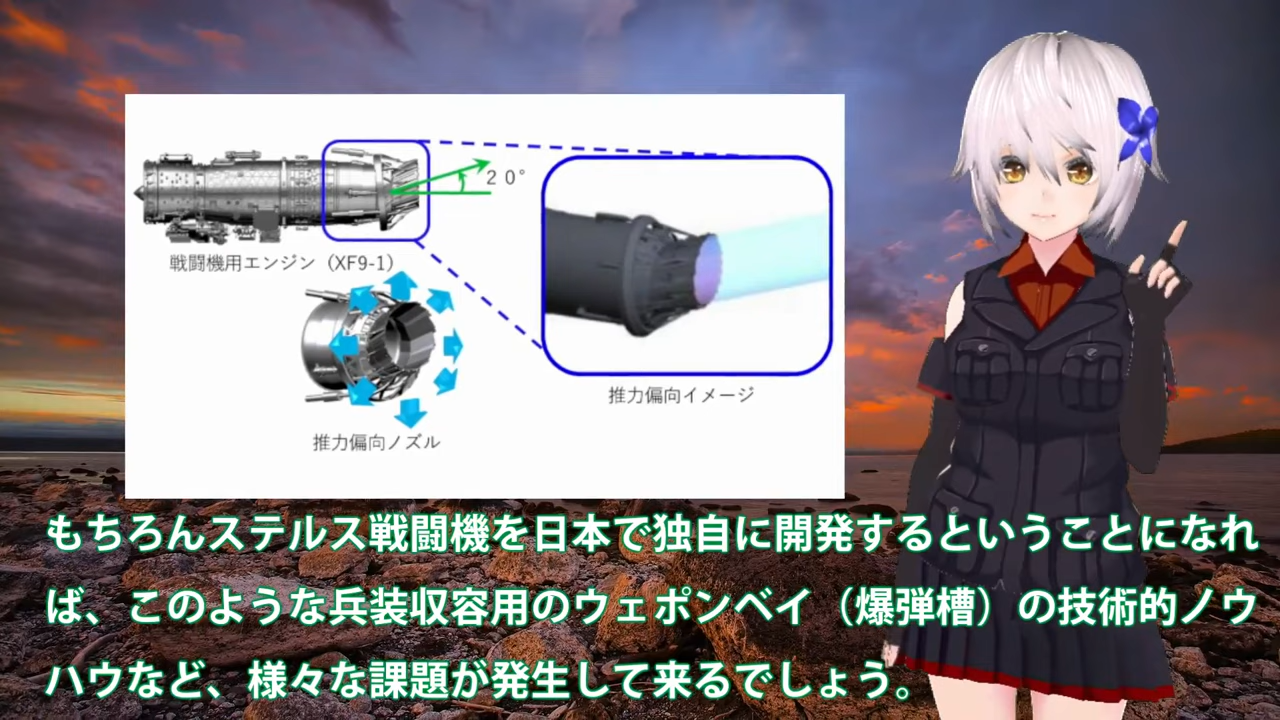 20°
戦闘機用エンジン（XF9-1）
推力偏向イメージ
推力偏向ノズル
もちろんステルス戦闘機を日本で独自に開発するということになれ
ば、このような兵装収容用のウェポンベイ（爆弾槽）の技術的ノウ
ハウなど、様々な課題が発生して来るでしょう。